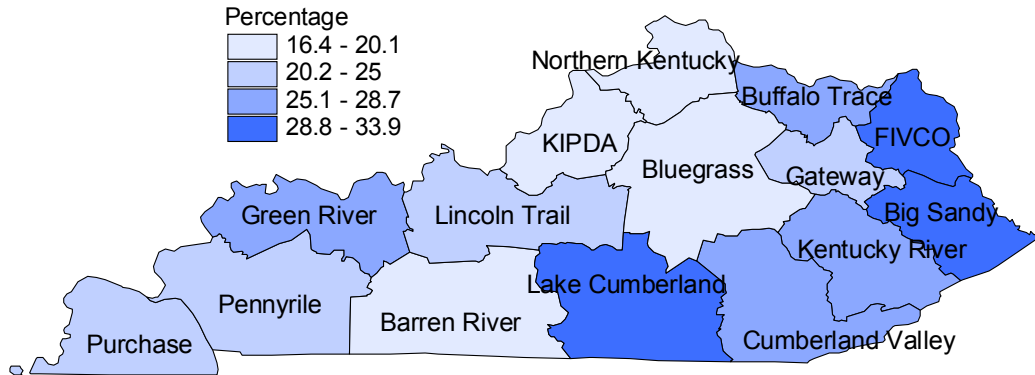 Percentage
16.4 - 20.1
20.2 - 25
25.1 - 28.7
28.8 - 33.9
Northern Kentucky
Buffalo Trace
FIVCO
KIPDA
Bluegrass
Gateway
Green River
Lincoln Trail
Big Sandy
Kentucky River
Lake Cumberland
Pennyrile
Barren River
Purchase
Cumberland Valley